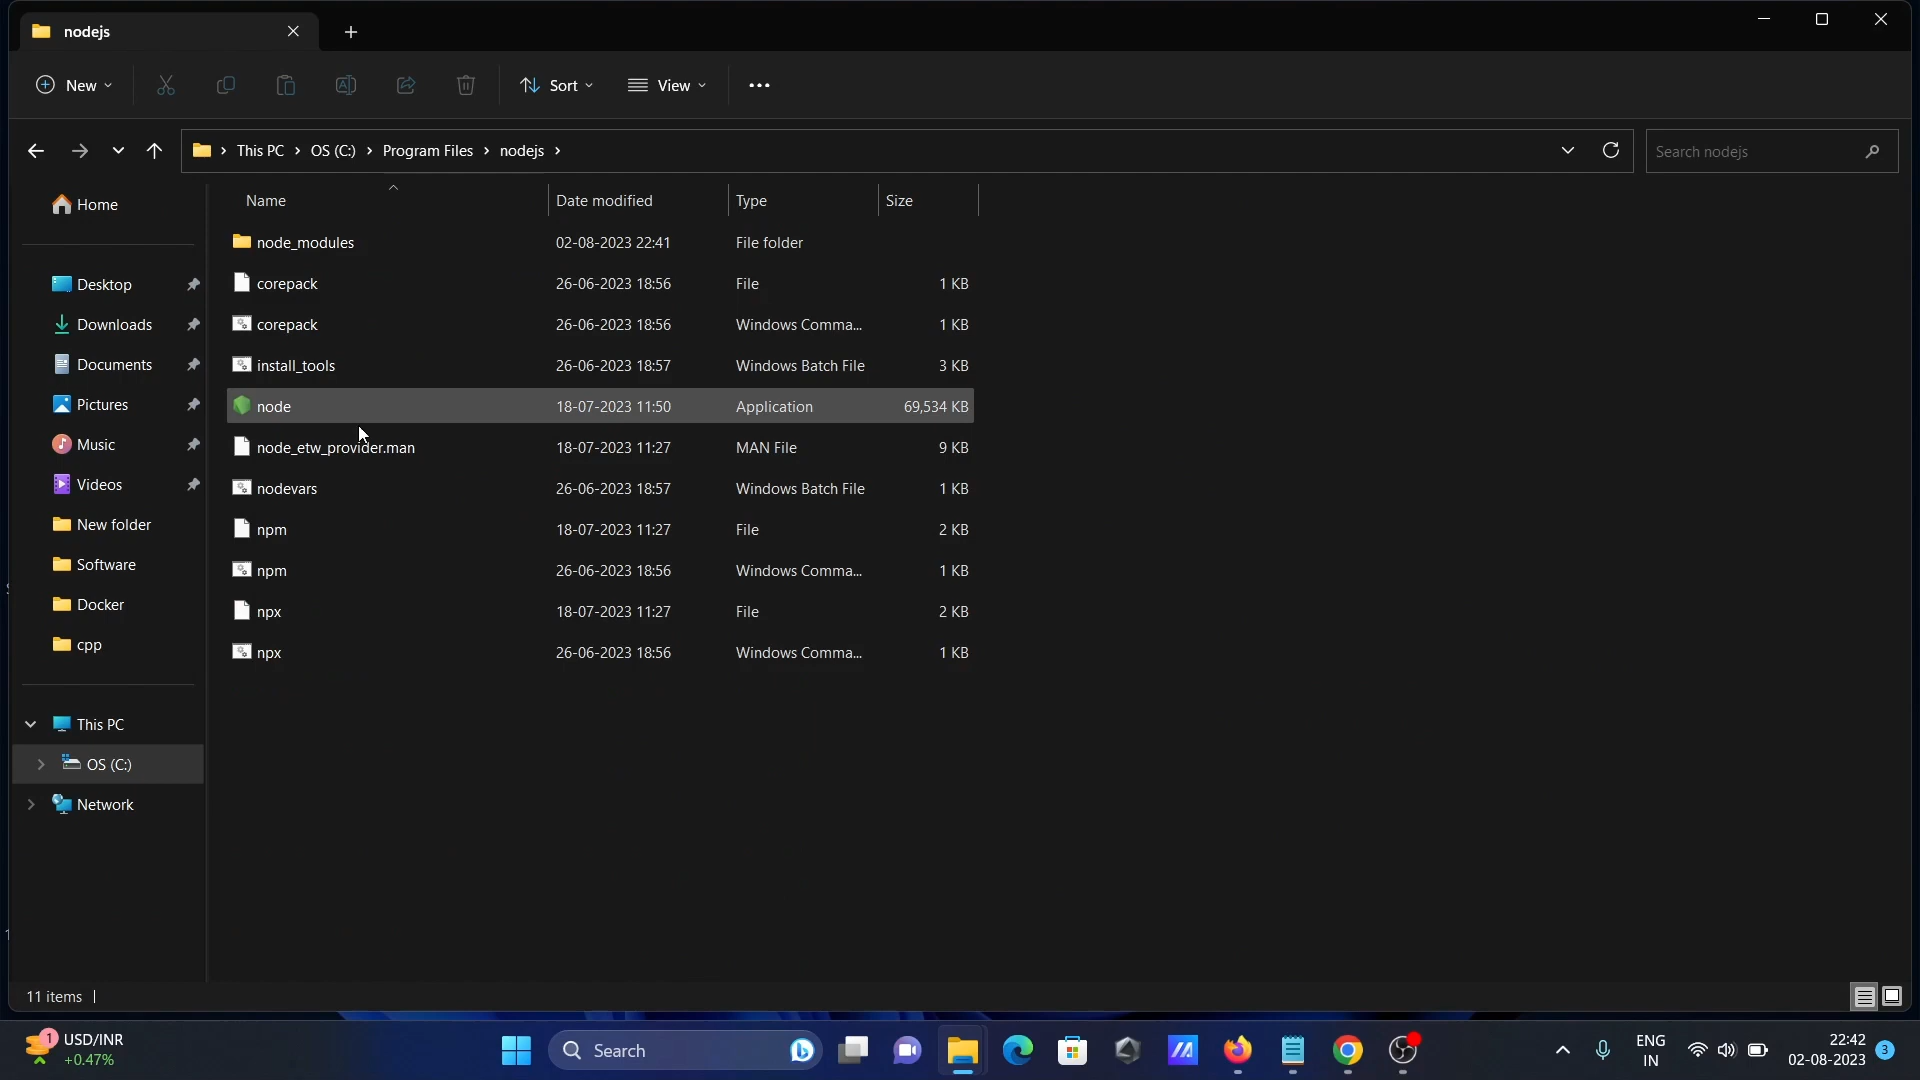 nodejs
New
Sort
View
This PC
OS (C:)
Program Files
nodejs
Search nodejs
Home
Desktop
Downloads
Documents
Pictures
Music
Videos
New folder
Software
Docker
cpp
This PC
OS (C:)
Network
Name Date modified Type Size
node_modules 02-08-2023 22:41 File folder
corepack 26-06-2023 18:56 File 1 KB
corepack 26-06-2023 18:56 Windows Comma... 1 KB
install_tools 26-06-2023 18:57 Windows Batch File 3 KB
node 18-07-2023 11:50 Application 69,534 KB
node_etw_provider.man 18-07-2023 11:27 MAN File 9 KB
nodevars 26-06-2023 18:57 Windows Batch File 1 KB
npm 18-07-2023 11:27 File 2 KB
npm 26-06-2023 18:56 Windows Comma... 1 KB
npx 18-07-2023 11:27 File 2 KB
npx 26-06-2023 18:56 Windows Comma... 1 KB
11 items
1
USD/INR
+0.47%
Search
ENG
IN
22:42
02-08-2023
3